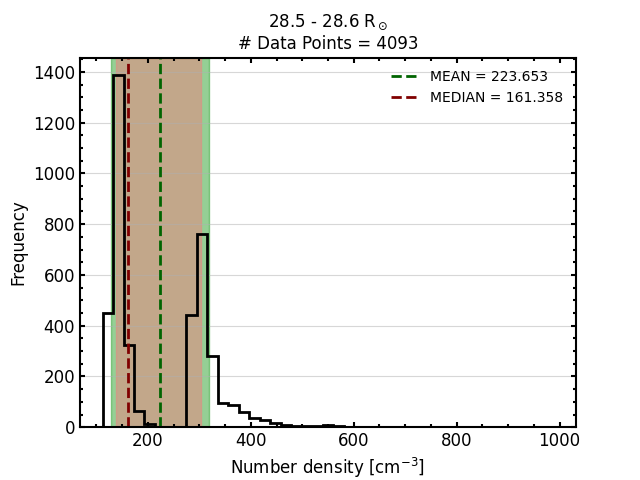 28.5 - 28.6 R⊙
# Data Points = 4093
MEAN = 223.653
MEDIAN = 161.358
Frequency
1400
1200
1000
800
600
400
200
0
200 400 600 800 1000
Number density [cm⁻³]